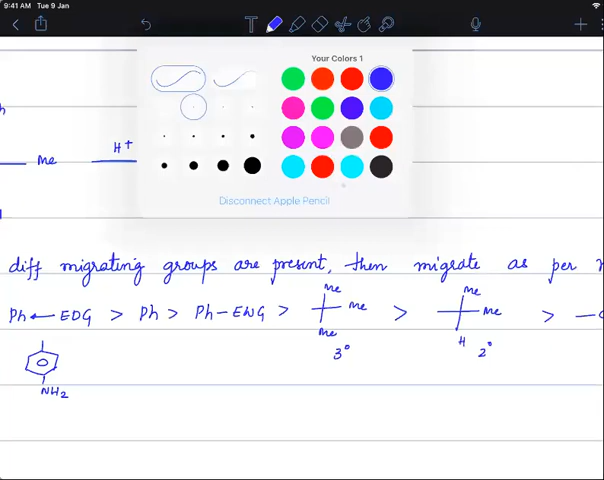 9:41 AM Tue 9 Jan
Your Colors 1
Disconnect Apple Pencil
Me H+
diff migrating groups are present, then migrate as per
Ph EDG > Ph > Ph-EWG > Me Me Me 3° > Me Me H 2° >
NH2